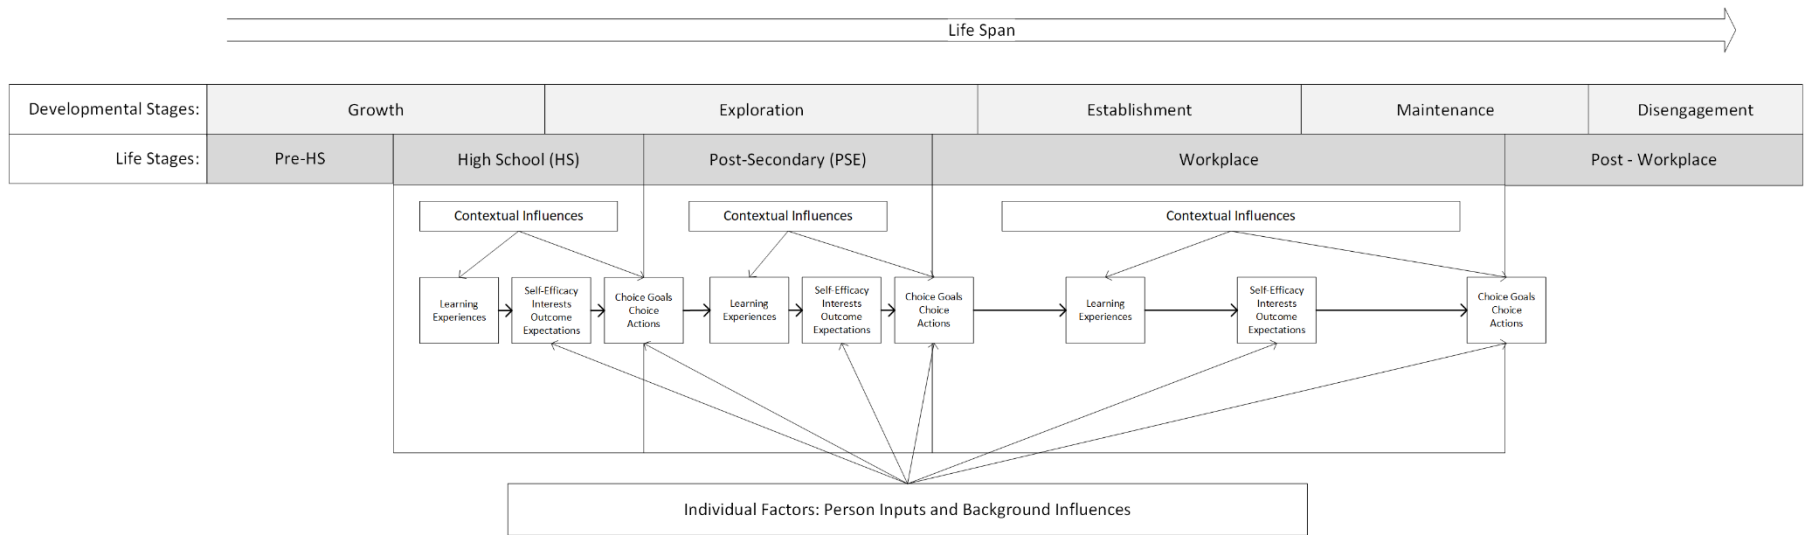 Life Span
Developmental Stages: Growth Exploration Establishment Maintenance Disengagement
Life Stages: Pre-HS High School (HS) Post-Secondary (PSE) Workplace Post - Workplace
Contextual Influences Contextual Influences Contextual Influences
Learning
Experiences
Self-Efficacy
Interests
Outcome
Expectations
Choice Goals
Choice
Actions
Learning
Experiences
Self-Efficacy
Interests
Outcome
Expectations
Choice Goals
Choice
Actions
Learning
Experiences
Self-Efficacy
Interests
Outcome
Expectations
Choice Goals
Choice
Actions
Individual Factors: Person Inputs and Background Influences